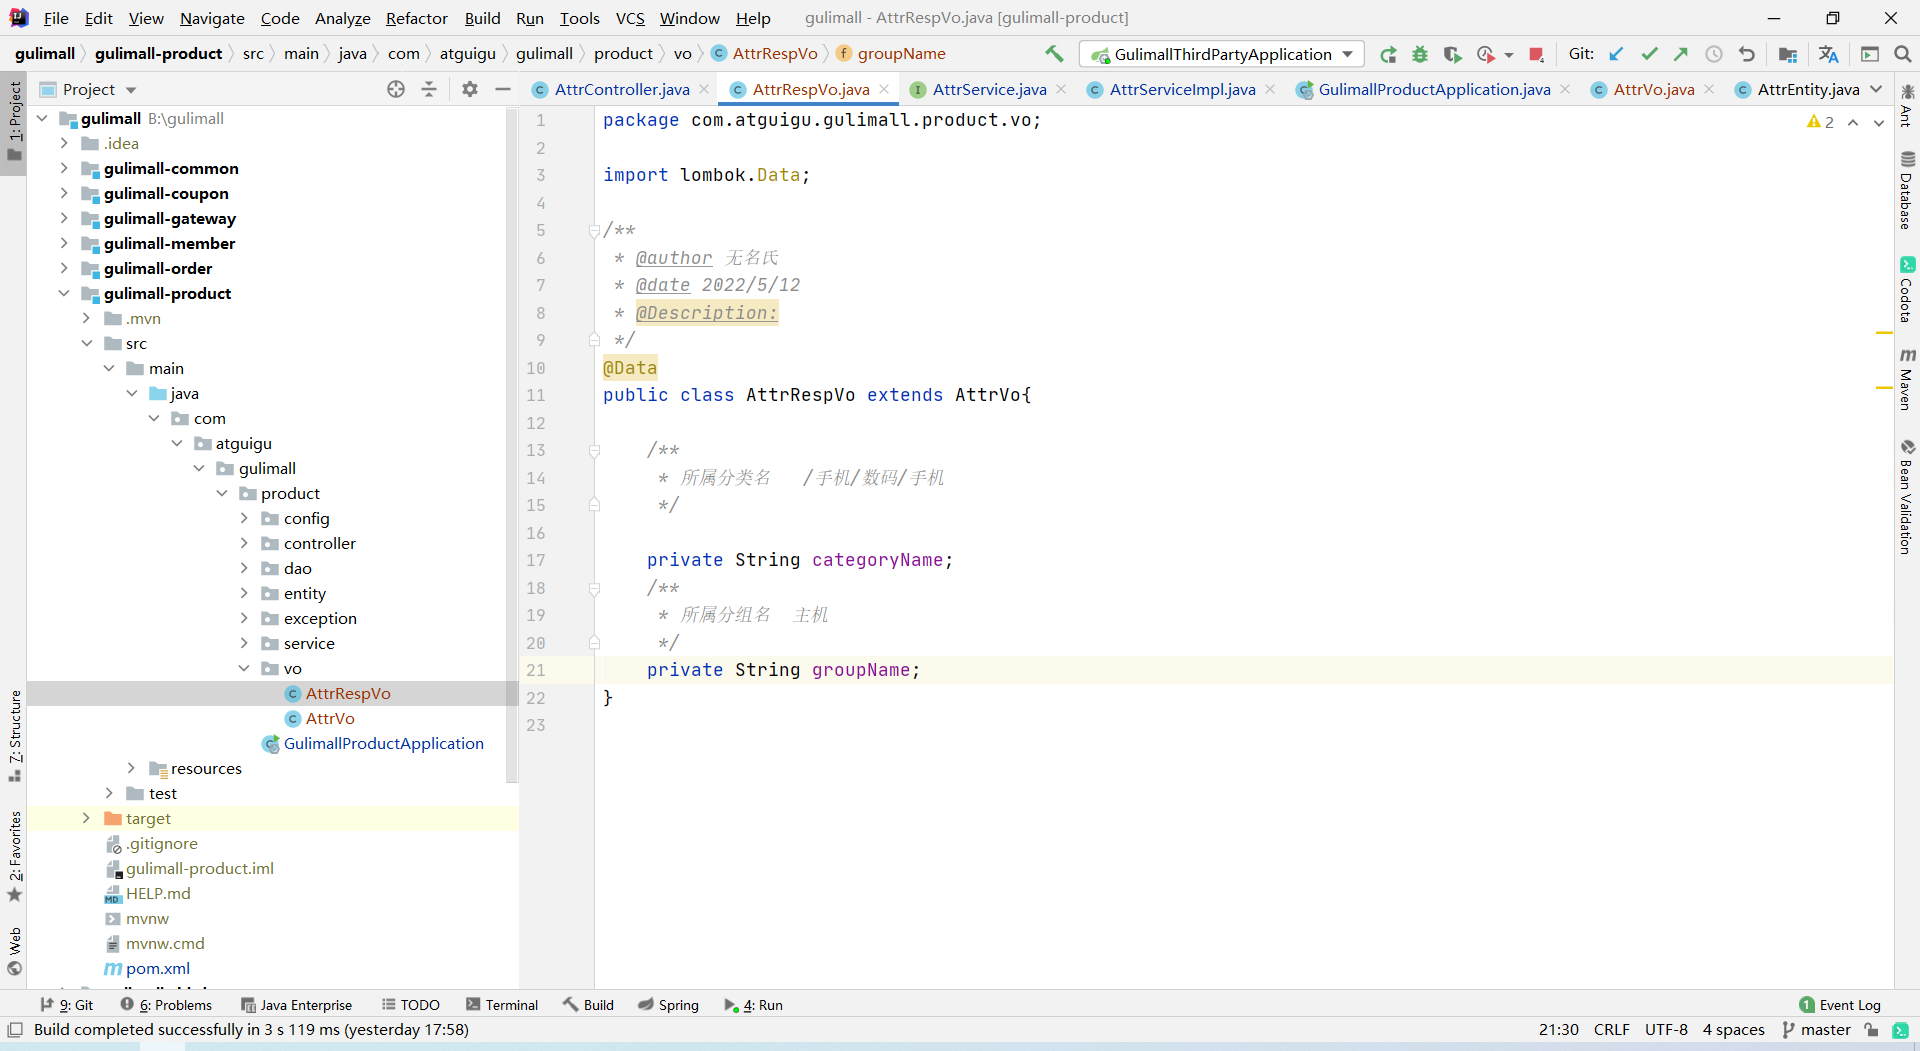 File Edit View Navigate Code Analyze Refactor Build Run Tools VCS Window Help gulimall - AttrRespVo.java [gulimall-product]
gulimall gulimall-product src main java com atguigu gulimall product vo AttrRespVo groupName GulimallThirdPartyApplication Git:
Project AttrController.java AttrRespVo.java AttrService.java AttrServiceImpl.java GulimallProductApplication.java AttrVo.java AttrEntity.java
1: Project
7: Structure
2: Favorites
Web
gulimall B:\gulimall
.idea
gulimall-common
gulimall-coupon
gulimall-gateway
gulimall-member
gulimall-order
gulimall-product
.mvn
src
main
java
com
atguigu
gulimall
product
config
controller
dao
entity
exception
service
vo
AttrRespVo
AttrVo
GulimallProductApplication
resources
test
target
.gitignore
gulimall-product.iml
HELP.md
mvnw
mvnw.cmd
pom.xml
1 package com.atguigu.gulimall.product.vo;
2
3 import lombok.Data;
4
5 /**
6 * @author 无名氏
7 * @date 2022/5/12
8 * @Description:
9 */
10 @Data
11 public class AttrRespVo extends AttrVo{
12
13 /**
14 * 所属分类名 /手机/数码/手机
15 */
16
17 private String categoryName;
18 /**
19 * 所属分组名 主机
20 */
21 private String groupName;
22 }
23
2
Ant
Database
Codota
Maven
Bean Validation
9: Git 6: Problems Java Enterprise TODO Terminal Build Spring 4: Run 1 Event Log
Build completed successfully in 3 s 119 ms (yesterday 17:58) 21:30 CRLF UTF-8 4 spaces master